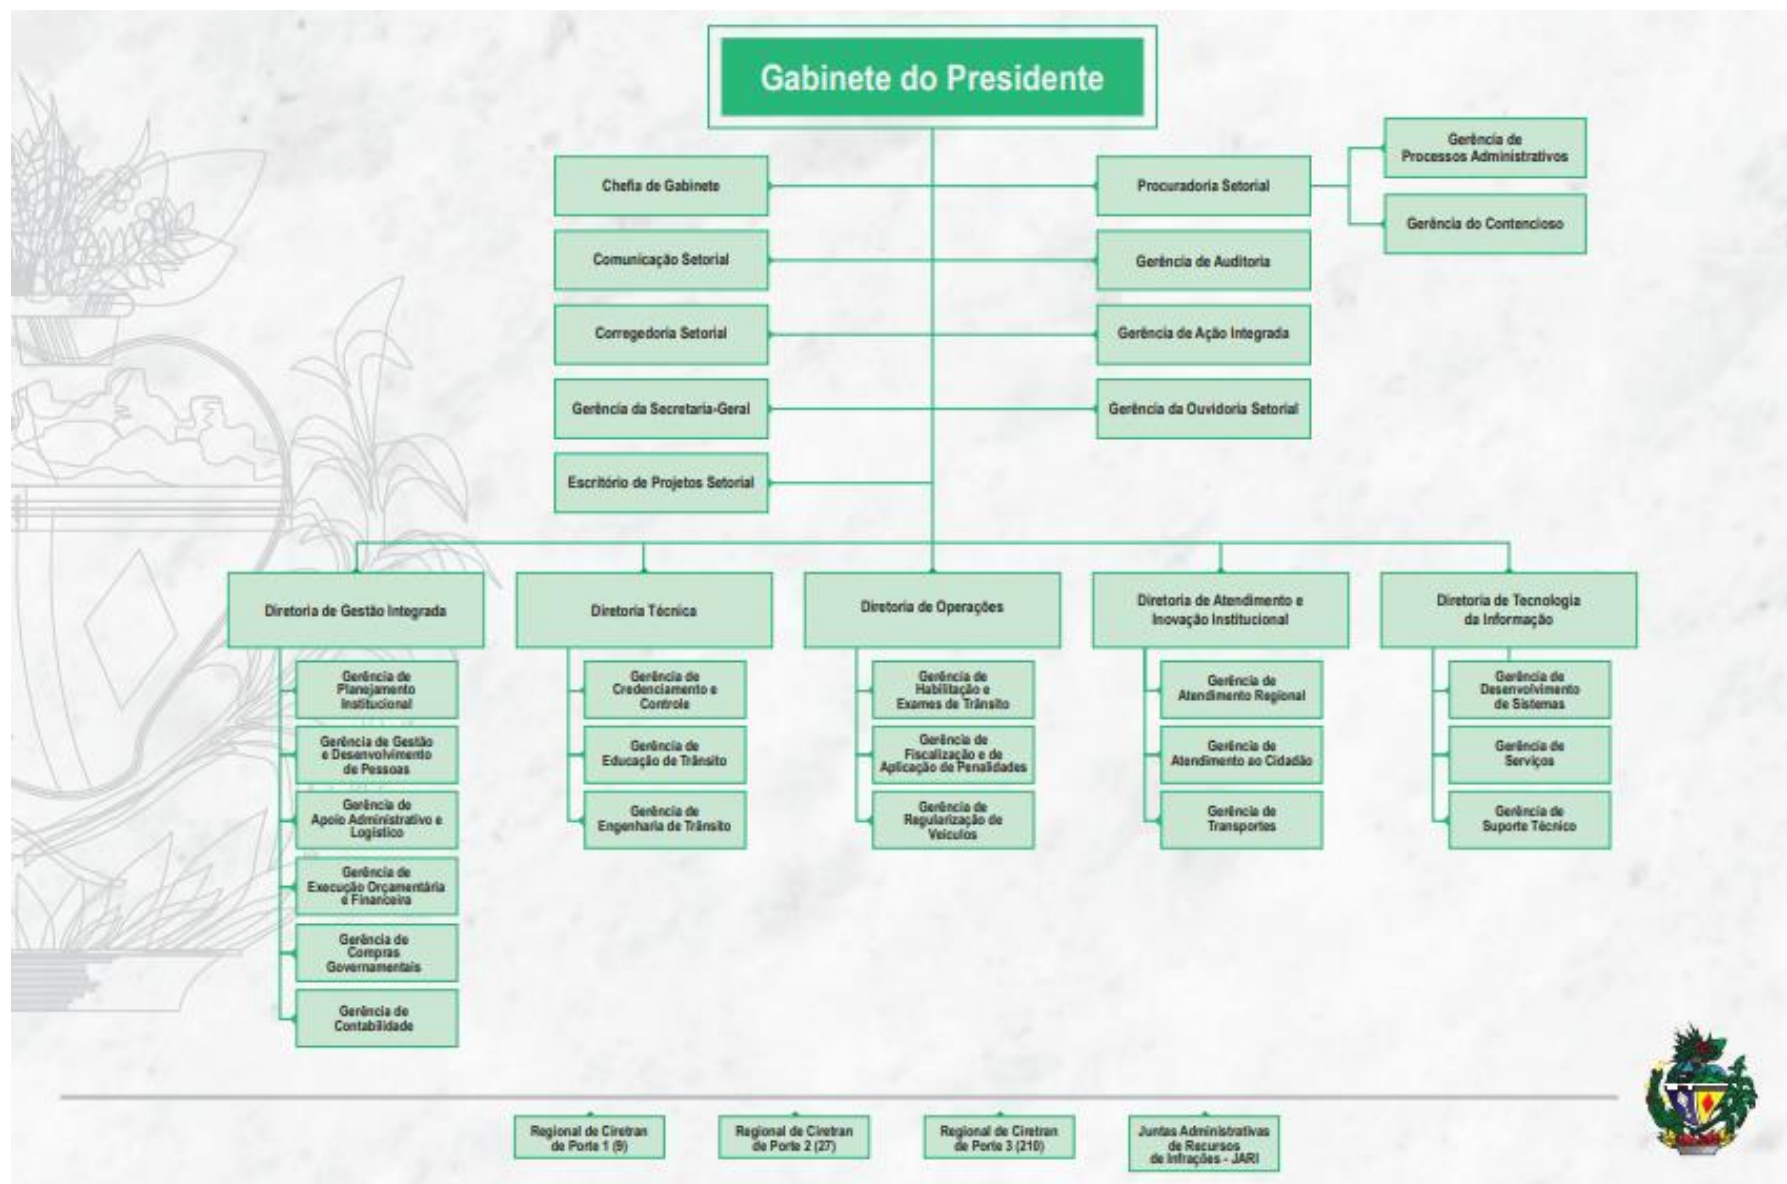 Gabinete do Presidente
Chefia de Gabinete
Procuradoria Setorial
Gerência de
Processos Administrativos
Gerência do Contencioso
Comunicação Setorial
Gerência de Auditoria
Corregedoria Setorial
Gerência de Ação Integrada
Gerência da Secretaria-Geral
Gerência da Ouvidoria Setorial
Escritório de Projetos Setorial
Diretoria de Gestão Integrada
Gerência de
Planejamento
Institucional
Gerência de Gestão
e Desenvolvimento
de Pessoas
Gerência de
Apoio Administrativo e
Logístico
Gerência de
Execução Orçamentária
e Financeira
Gerência de
Compras
Governamentais
Gerência de
Contabilidade
Diretoria Técnica
Gerência de
Credenciamento e
Controle
Gerência de
Educação de Trânsito
Gerência de
Engenharia de Trânsito
Diretoria de Operações
Gerência de
Habilitação e
Exames de Trânsito
Gerência de
Fiscalização e de
Aplicação de Penalidades
Gerência de
Regularização de
Veículos
Diretoria de Atendimento e
Inovação Institucional
Gerência de
Atendimento Regional
Gerência de
Atendimento ao Cidadão
Gerência de
Transportes
Diretoria de Tecnologia
da Informação
Gerência de
Desenvolvimento
de Sistemas
Gerência de
Serviços
Gerência de
Suporte Técnico
Regional de Ciretran
de Porte 1 (9)
Regional de Ciretran
de Porte 2 (27)
Regional de Ciretran
de Porte 3 (210)
Juntas Administrativas
de Recursos
de Infrações - JARI